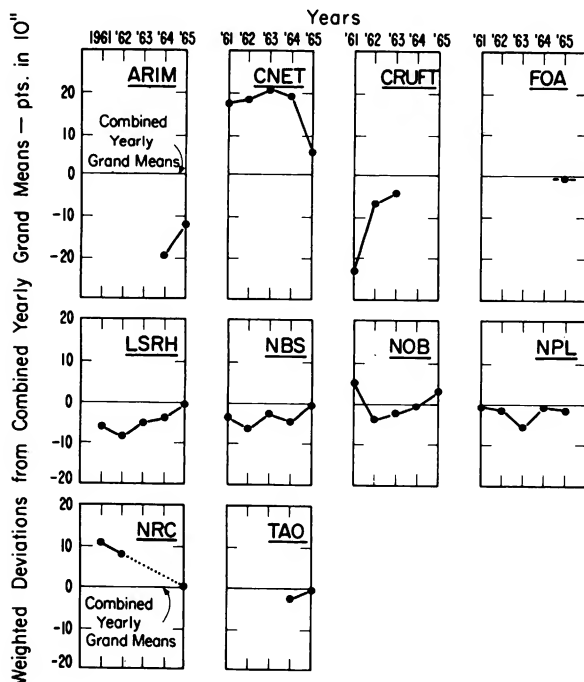 Years
1961 '62 '63 '64 '65
'61 '62 '63 '64 '65
'61 '62 '63 '64 '65
'61 '62 '63 '64 '65
Weighted Deviations from Combined Yearly Grand Means — pts. in 10"
ARIM
CNET
CRUFT
FOA
20
10
0
-10
-20
Combined
Yearly
Grand Means
20
10
0
-10
-20
LSRH
NBS
NOB
NPL
20
10
0
-10
-20
NRC
TAO
Combined
Yearly
Grand Means